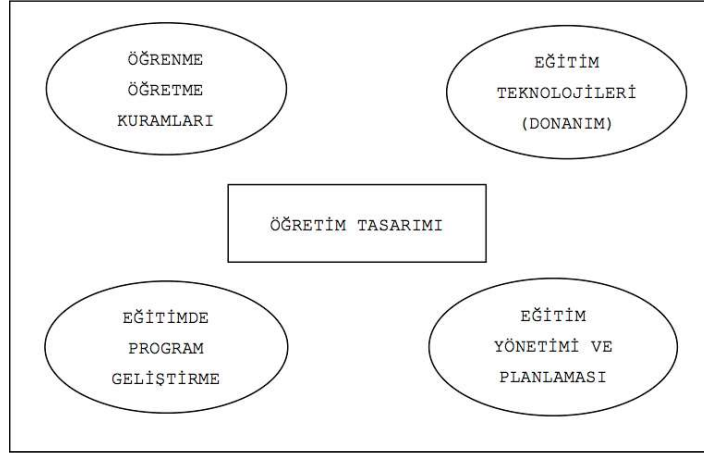 ÖĞRENME
ÖĞRETME
KURAMLARI
EĞİTİM
TEKNOLOJİLERİ
(DONANIM)
ÖĞRETİM TASARIMI
EĞİTİMDE
PROGRAM
GELİŞTİRME
EĞİTİM
YÖNETİMİ VE
PLANLAMASI